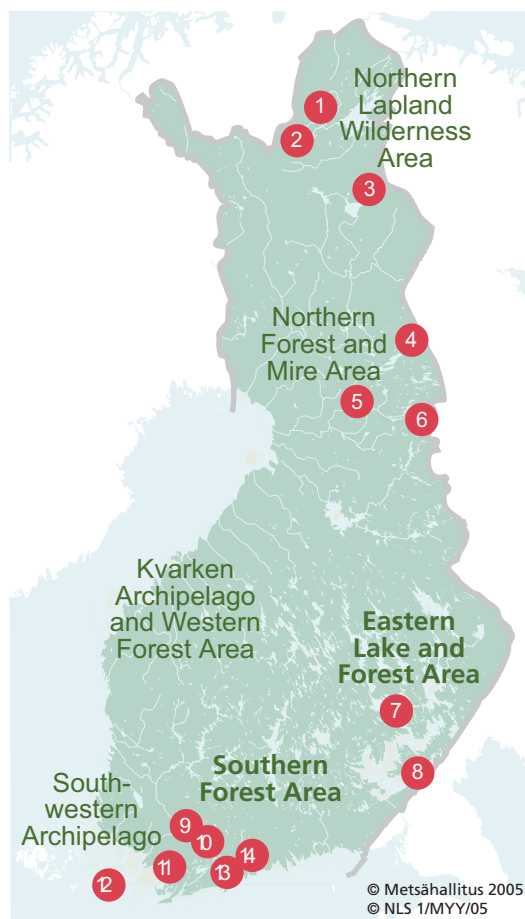 Northern
Lapland
Wilderness
Area
1
2
3
Northern
Forest and
Mire Area
4
5
6
Kvarken
Archipelago
and Western
Forest Area
Eastern
Lake and
Forest Area
7
8
Southern
Forest Area
South-
western
Archipelago
9
10
11
12
13
14
© Metsähallitus 2005
© NLS 1/MYY/05